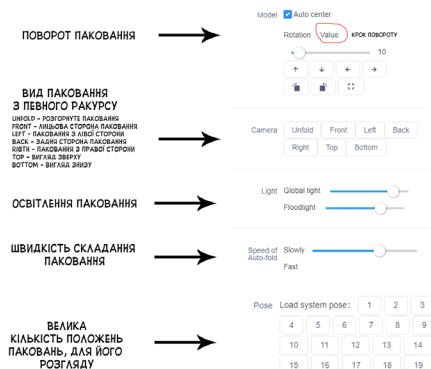 Model Auto center
ПОВОРОТ ПАКОВАННЯ
Rotation Value КРОК ПОВОРОТУ
10
ВИД ПАКОВАННЯ
З ПЕВНОГО РАКУРСУ
UNFOLD - РОЗГОРНУТЕ ПАКОВАННЯ
FRONT - ЛИЦЬОВА СТОРОНА ПАКОВАННЯ
LEFT - ПАКОВАННЯ З ЛІВОЇ СТОРОНИ
BACK - ЗАДНЯ СТОРОНА ПАКОВАННЯ
RIGTH - ПАКОВАННЯ З ПРАВОЇ СТОРОНИ
TOP - ВИГЛЯД ЗВЕРХУ
BOTTOM - ВИГЛЯД ЗНИЗУ
Camera Unfold Front Left Back
Right Top Bottom
ОСВІТЛЕННЯ ПАКОВАННЯ
Light Global light
Floodlight
ШВИДКІСТЬ СКЛАДАННЯ
ПАКОВАННЯ
Speed of Auto-fold
Slowly
Fast
ВЕЛИКА
КІЛЬКІСТЬ ПОЛОЖЕНЬ
ПАКОВАНЬ, ДЛЯ ЙОГО
РОЗГЛЯДУ
Pose Load system pose: 1 2 3
4 5 6 7 8 9
10 11 12 13 14
15 16 17 18 19